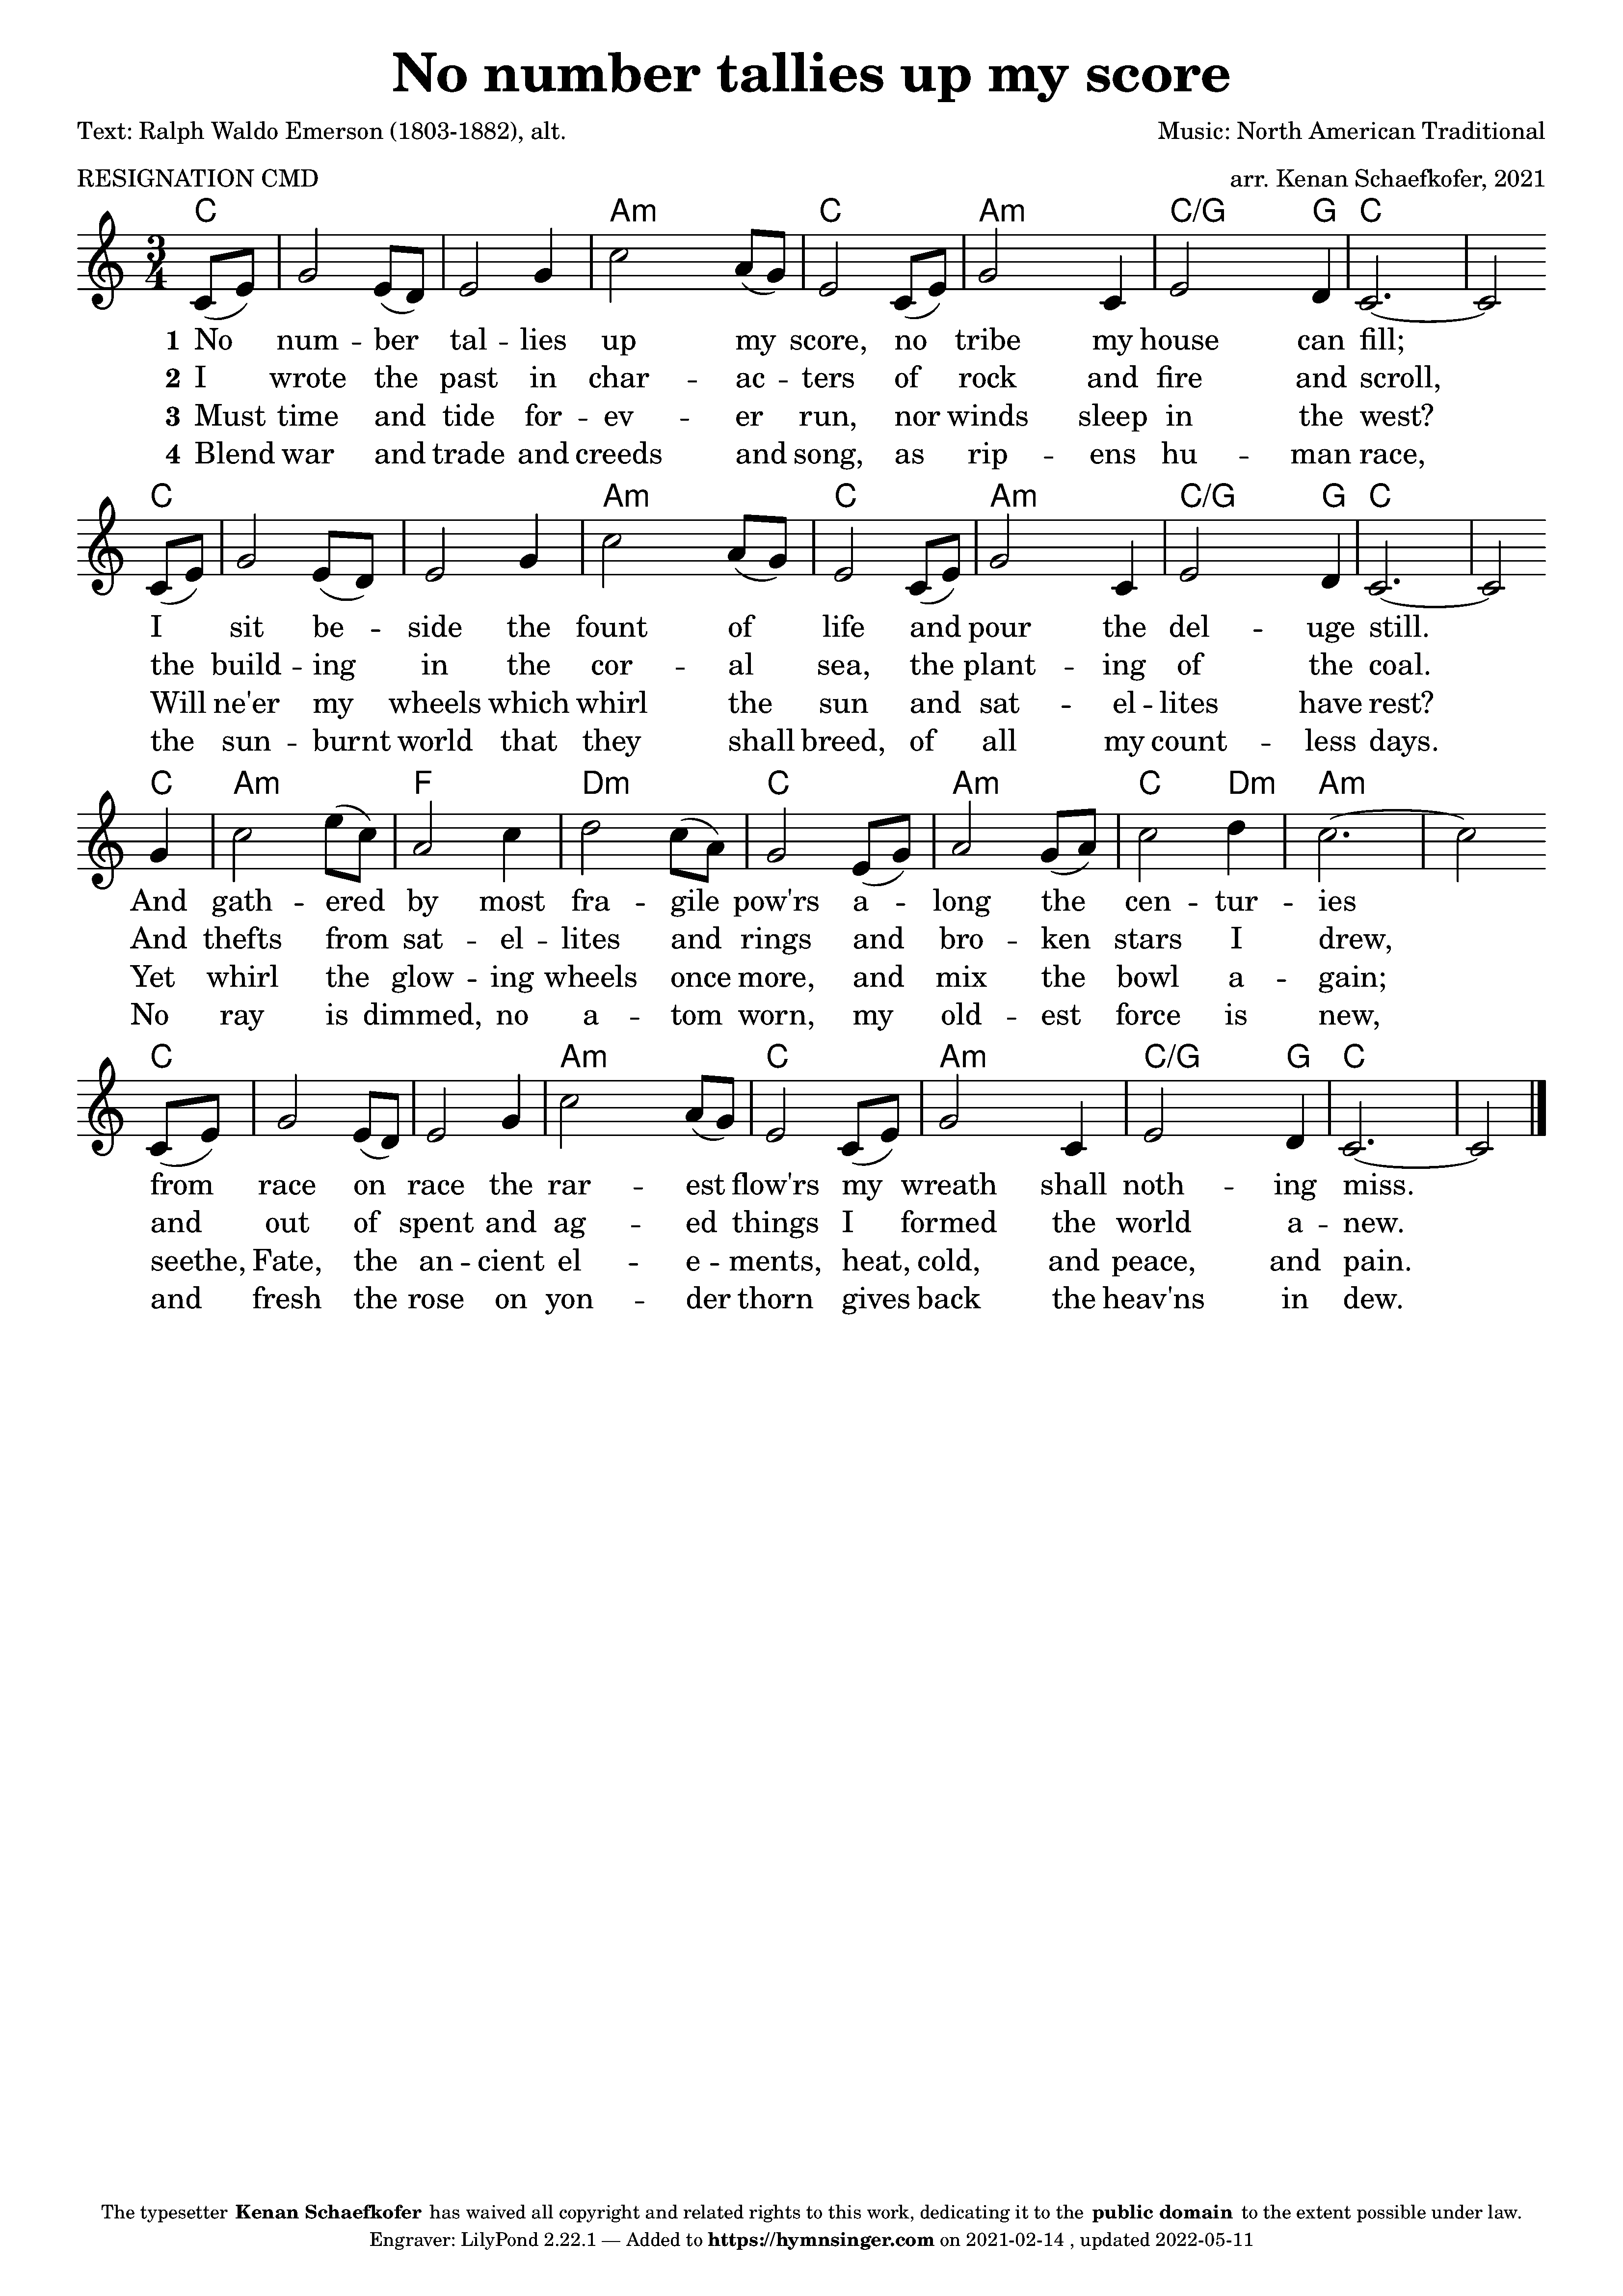 No number tallies up my score
Text: Ralph Waldo Emerson (1803-1882), alt. Music: North American Traditional
RESIGNATION CMD arr. Kenan Schaefkofer, 2021
C Am C Am C/G G C
3
4
1 No num -- ber tal -- lies up my score, no tribe my house can fill;
2 I wrote the past in char -- ac -- ters of rock and fire and scroll,
3 Must time and tide for -- ev -- er run, nor winds sleep in the west?
4 Blend war and trade and creeds and song, as rip -- ens hu -- man race,
C Am C Am C/G G C
I sit be -- side the fount of life and pour the del -- uge still.
the build -- ing in the cor -- al sea, the plant -- ing of the coal.
Will ne'er my wheels which whirl the sun and sat -- el -- lites have rest?
the sun -- burnt world that they shall breed, of all my count -- less days.
C Am F Dm C Am C Dm Am
And gath -- ered by most fra -- gile pow'rs a -- long the cen -- tur -- ies
And thefts from sat -- el -- lites and rings and bro -- ken stars I drew,
Yet whirl the glow -- ing wheels once more, and mix the bowl a -- gain;
No ray is dimmed, no a -- tom worn, my old -- est force is new,
C Am C Am C/G G C
from race on race the rar -- est flow'rs my wreath shall noth -- ing miss.
and out of spent and ag -- ed things I formed the world a -- new.
seethe, Fate, the an -- cient el -- e -- ments, heat, cold, and peace, and pain.
and fresh the rose on yon -- der thorn gives back the heav'ns in dew.
The typesetter Kenan Schaefkofer has waived all copyright and related rights to this work, dedicating it to the public domain to the extent possible under law.
Engraver: LilyPond 2.22.1 — Added to https://hymnsinger.com on 2021-02-14 , updated 2022-05-11